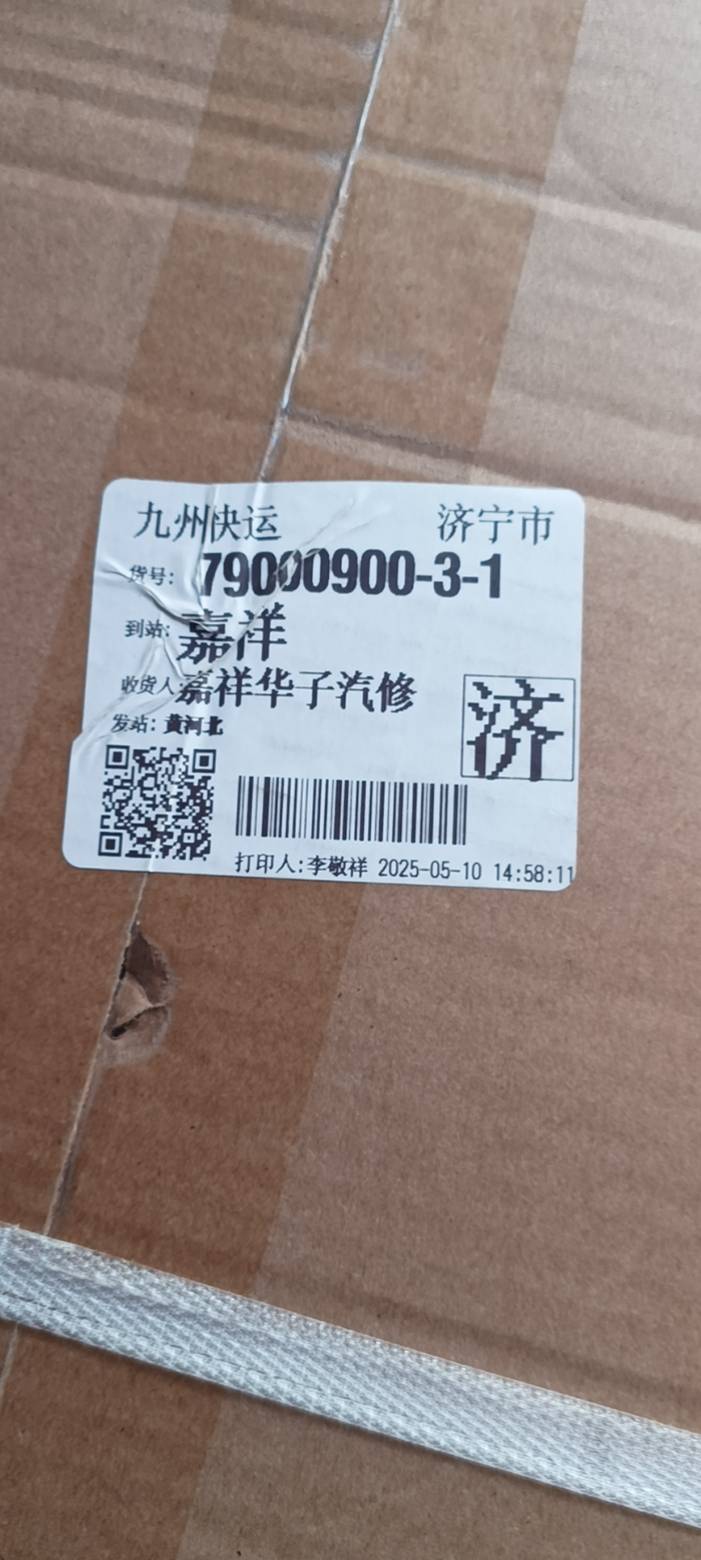 九州快运 济宁市
货号: 79000900-3-1
到站: 嘉祥
收货人 嘉祥华子汽修
发站: 黄河北
济
打印人:李敬祥 2025-05-10 14:58:11